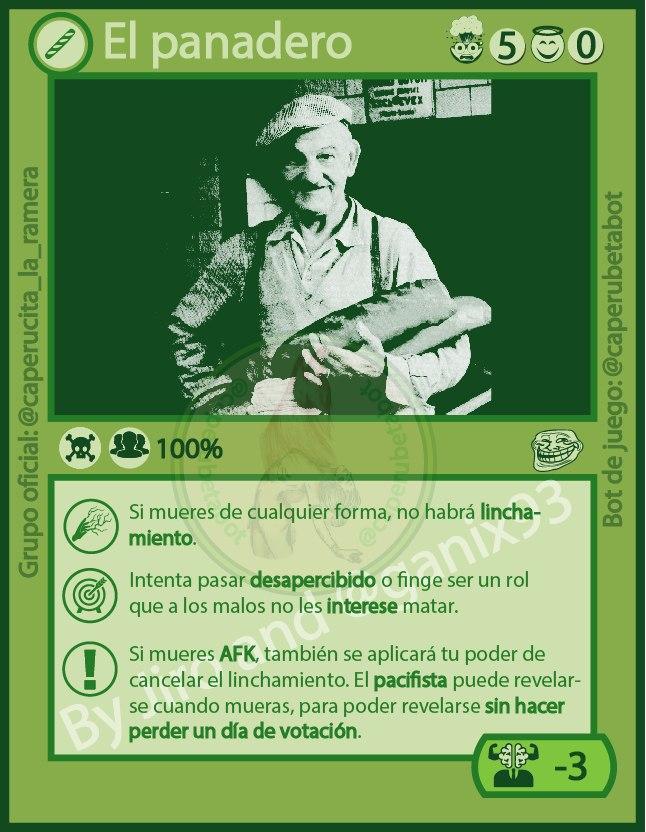 El panadero
5
0
Grupo oficial: @caperucita_la_ramera
Bot de juego: @caperubetabot
100%
Si mueres de cualquier forma, no habrá lincha-
miento.
Intenta pasar desapercibido o finge ser un rol
que a los malos no les interese matar.
Si mueres AFK, también se aplicará tu poder de
cancelar el linchamiento. El pacifista puede revelar-
se cuando mueras, para poder revelarse sin hacer
perder un día de votación.
By Jiro and @ganix93
@caperubetabot
-3